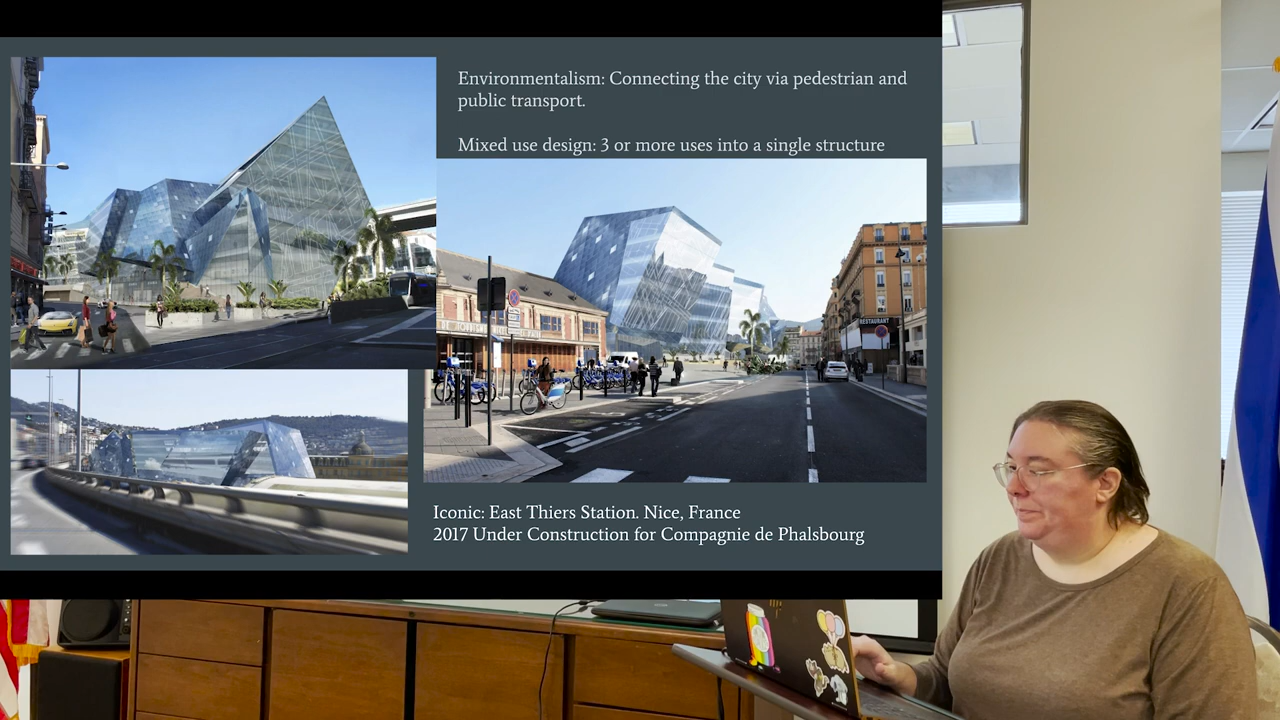 Environmentalism: Connecting the city via pedestrian and
public transport.
Mixed use design: 3 or more uses into a single structure
RESTAURANT
Iconic: East Thiers Station. Nice, France
2017 Under Construction for Compagnie de Phalsbourg